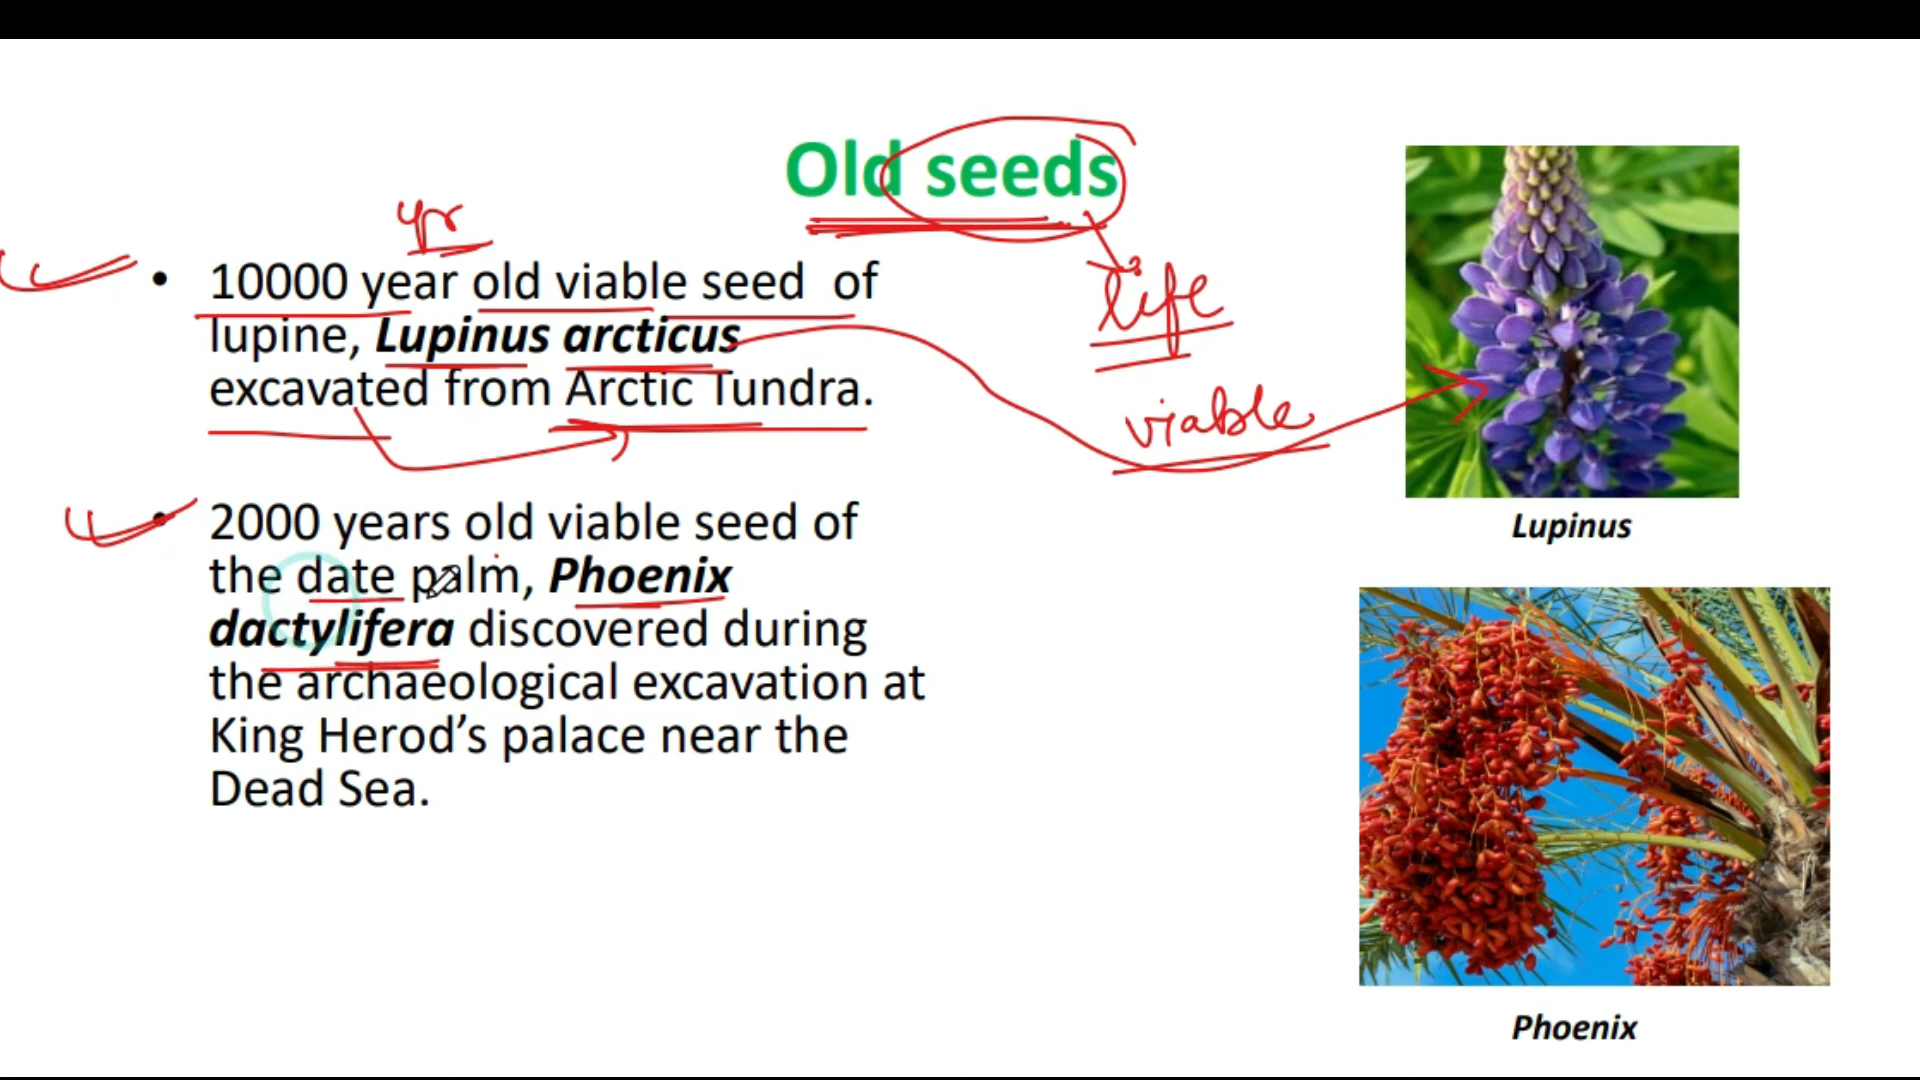 Old seeds
yr
• 10000 year old viable seed of
lupine, Lupinus arcticus
excavated from Arctic Tundra.
life
viable
• 2000 years old viable seed of
the date palm, Phoenix
dactylifera discovered during
the archaeological excavation at
King Herod's palace near the
Dead Sea.
Lupinus
Phoenix